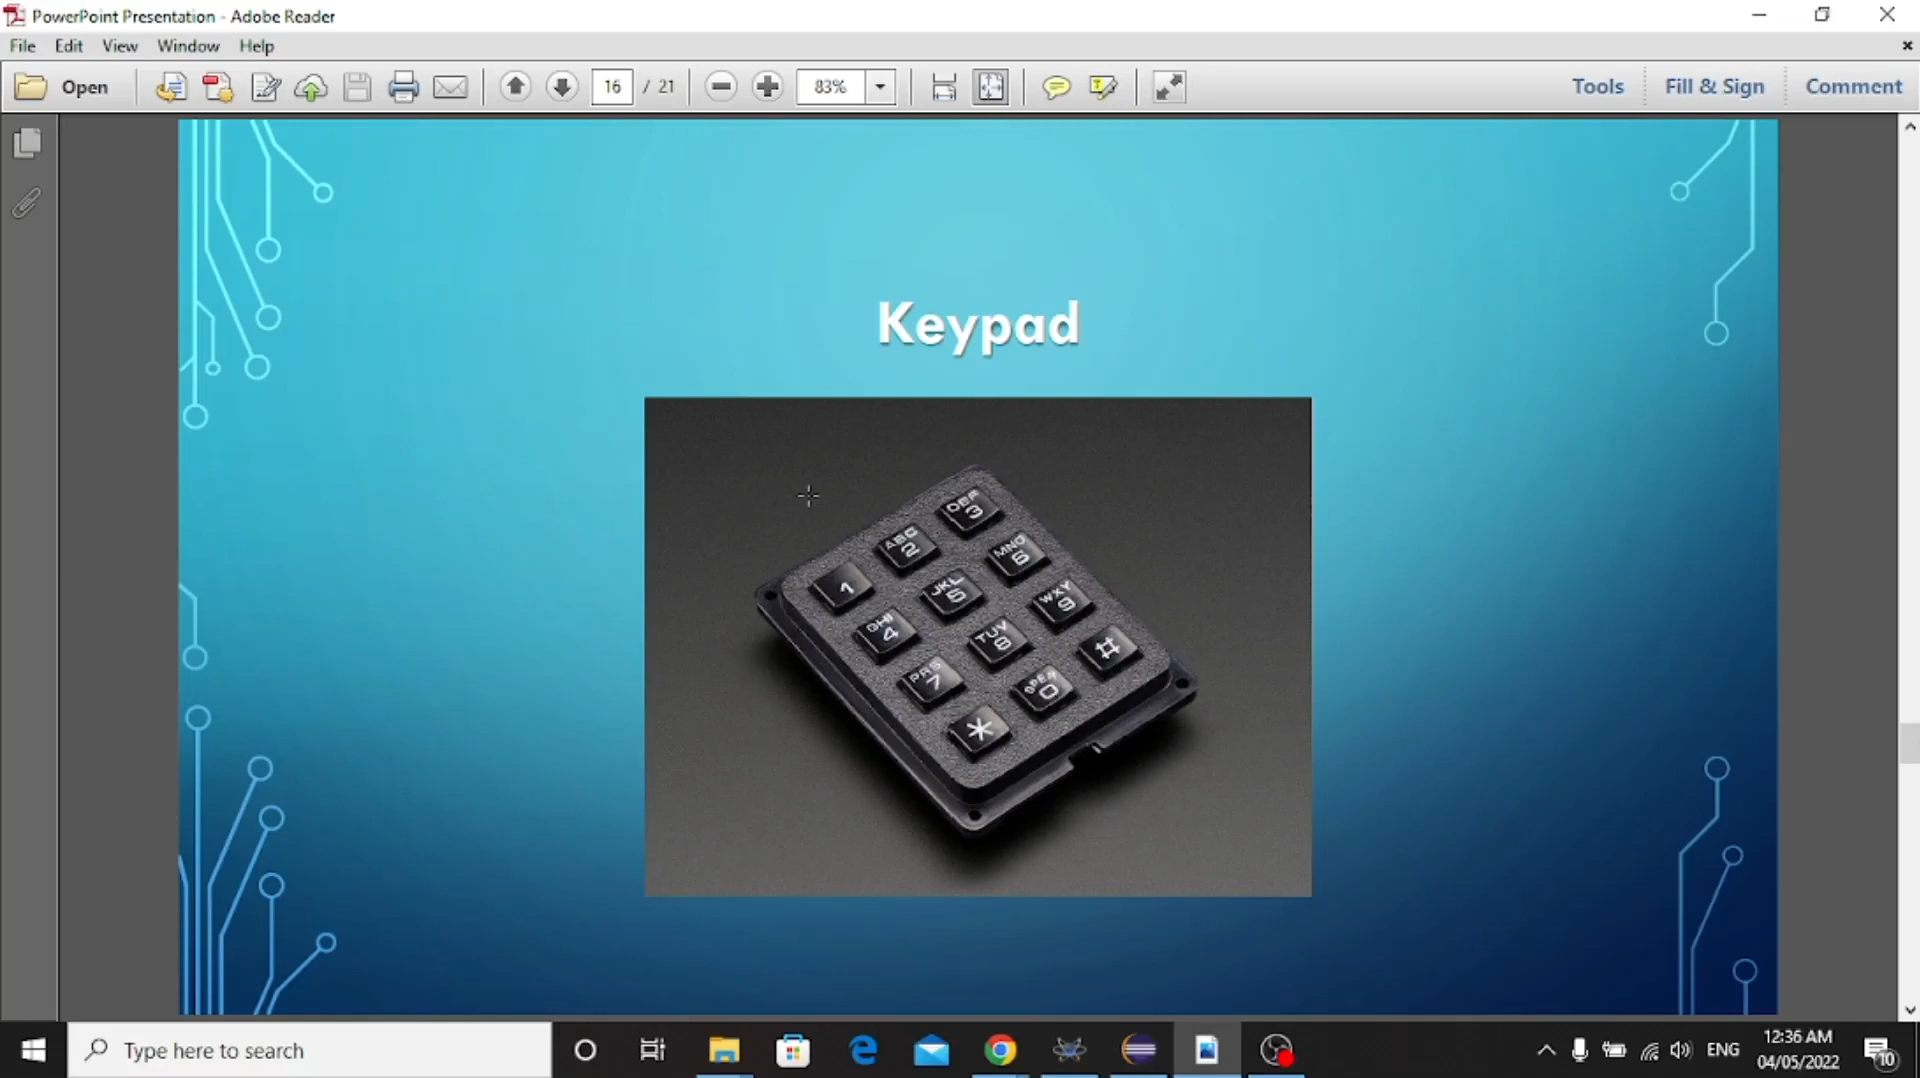 PowerPoint Presentation - Adobe Reader
File Edit View Window Help
Open 16 / 21 83% Tools Fill & Sign Comment
Keypad
DEF 3
ABC 2
MNO 6
1
JKL 5
WXY 9
GHI 4
TUV 8
#
PRS 7
OPER 0
*
Type here to search
ENG
12:36 AM
04/05/2022
10